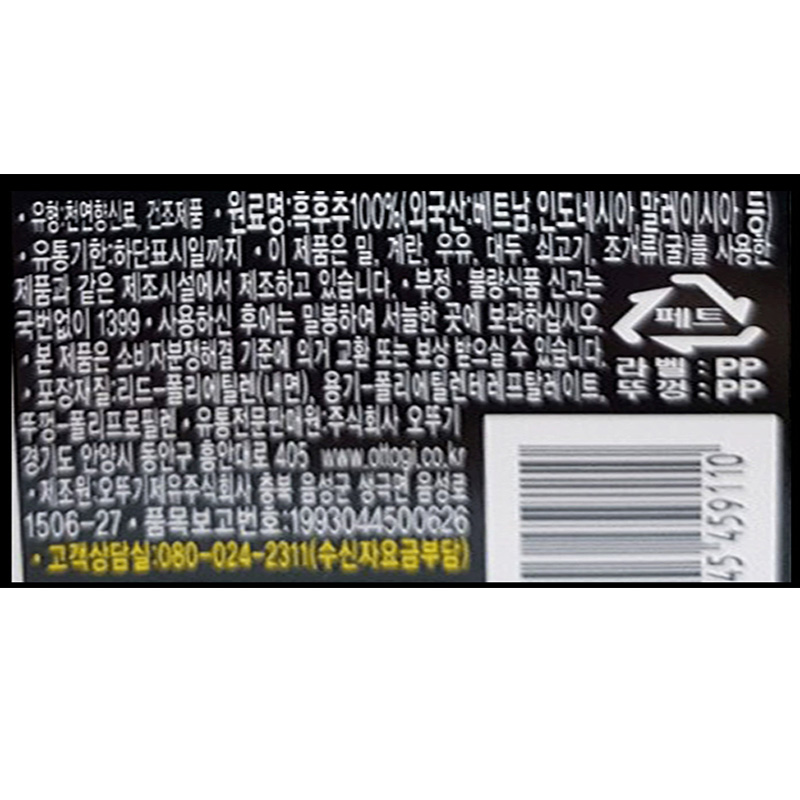 • 유형:천연향신료, 건조제품 • 원료명:흑후추100%(외국산:베트남,인도네시아,말레이시아 등)
• 유통기한:하단표시일까지 • 이 제품은 밀, 계란, 우유, 대두, 쇠고기, 조개류(굴)를 사용한
제품과 같은 제조시설에서 제조하고 있습니다. • 부정·불량식품 신고는
국번없이 1399 • 사용하신 후에는 밀봉하여 서늘한 곳에 보관하십시오.
• 본 제품은 소비자분쟁해결 기준에 의거 교환 또는 보상 받으실 수 있습니다.
• 포장재질:리드-폴리에틸렌(내면), 용기-폴리에틸렌테레프탈레이트,
뚜껑-폴리프로필렌 • 유통전문판매원:주식회사 오뚜기
경기도 안양시 동안구 흥안대로 405 www.ottogi.co.kr
• 제조원:오뚜기제유주식회사 충북 음성군 삼성면 음성로
1506-27 • 품목보고번호:1993044500626
• 고객상담실:080-024-2311(수신자요금부담)
페트
라벨:PP
뚜껑:PP
45 459110